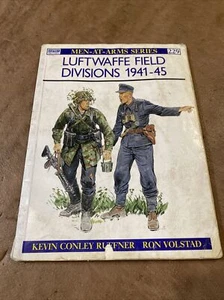 MEN-AT-ARMS SERIES
229
LUFTWAFFE FIELD
DIVISIONS 1941-45
KEVIN CONLEY RUFFNER RON VOLSTAD